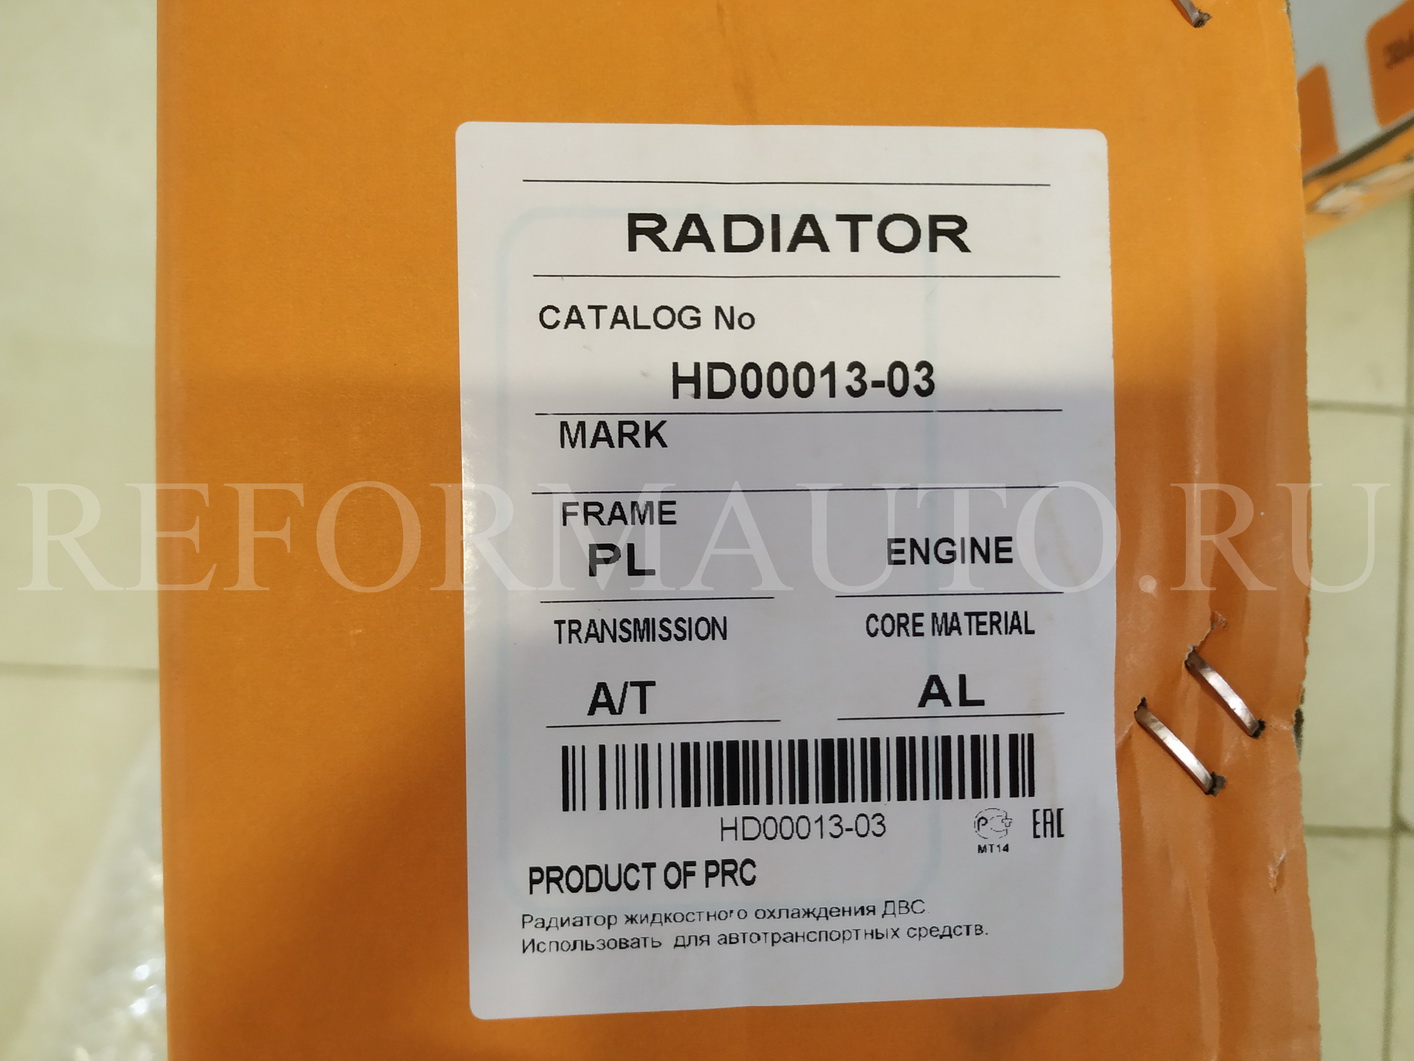 RADIATOR
CATALOG No
HD00013-03
MARK
FRAME
PL
ENGINE
REFORMAUTO.RU
TRANSMISSION
CORE MATERIAL
A/T
AL
HD00013-03
МТ14
EAC
PRODUCT OF PRC
Радиатор жидкостного охлаждения ДВС.
Использовать для автотранспортных средств.